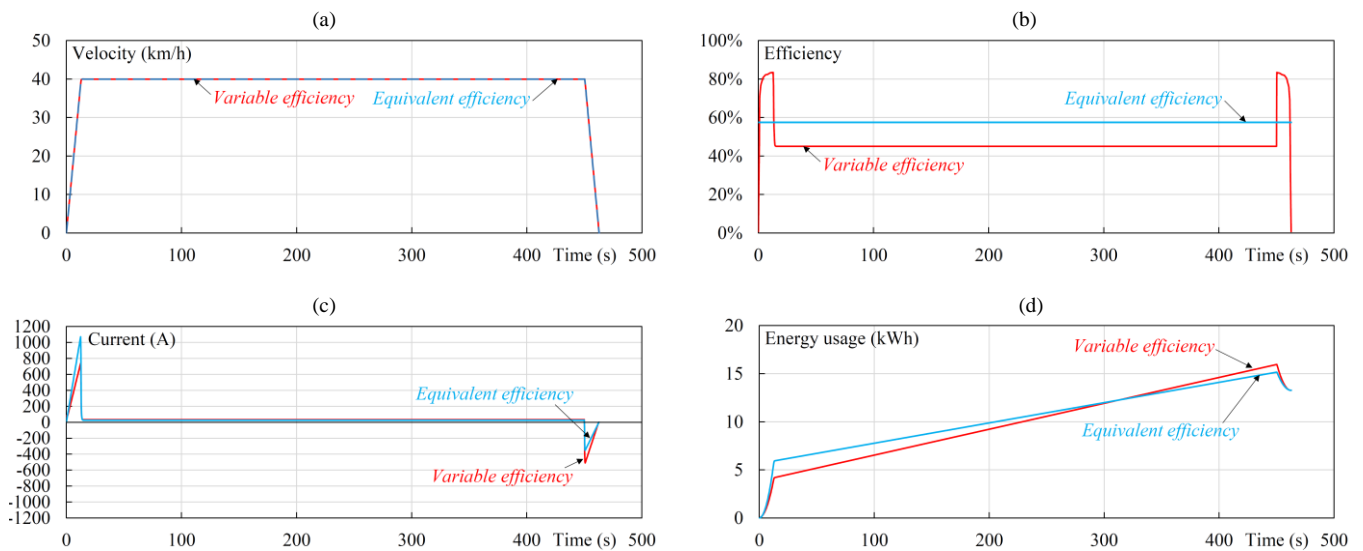 (a)
Velocity (km/h)
50
40
30
20
10
0
Variable efficiency
Equivalent efficiency
0
100
200
300
400
Time (s)
500
(b)
Efficiency
100%
80%
60%
40%
20%
0%
Equivalent efficiency
Variable efficiency
0
100
200
300
400
Time (s)
500
(c)
Current (A)
1200
1000
800
600
400
200
0
-200
-400
-600
-800
-1000
-1200
Equivalent efficiency
Variable efficiency
0
100
200
300
400
Time (s)
500
(d)
Energy usage (kWh)
20
15
10
5
0
Variable efficiency
Equivalent efficiency
0
100
200
300
400
Time (s)
500